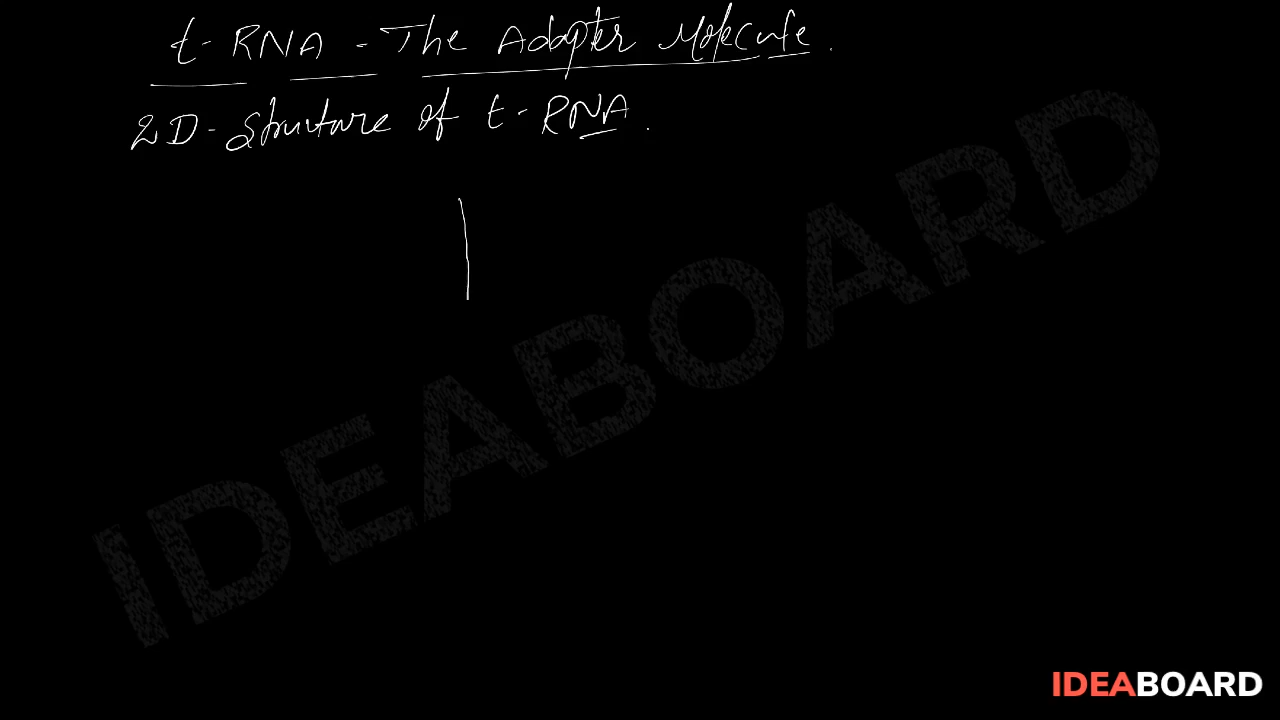 t- RNA - The Adapter Molecule.
2D- Structure of t- RNA.
IDEABOARD
IDEABOARD